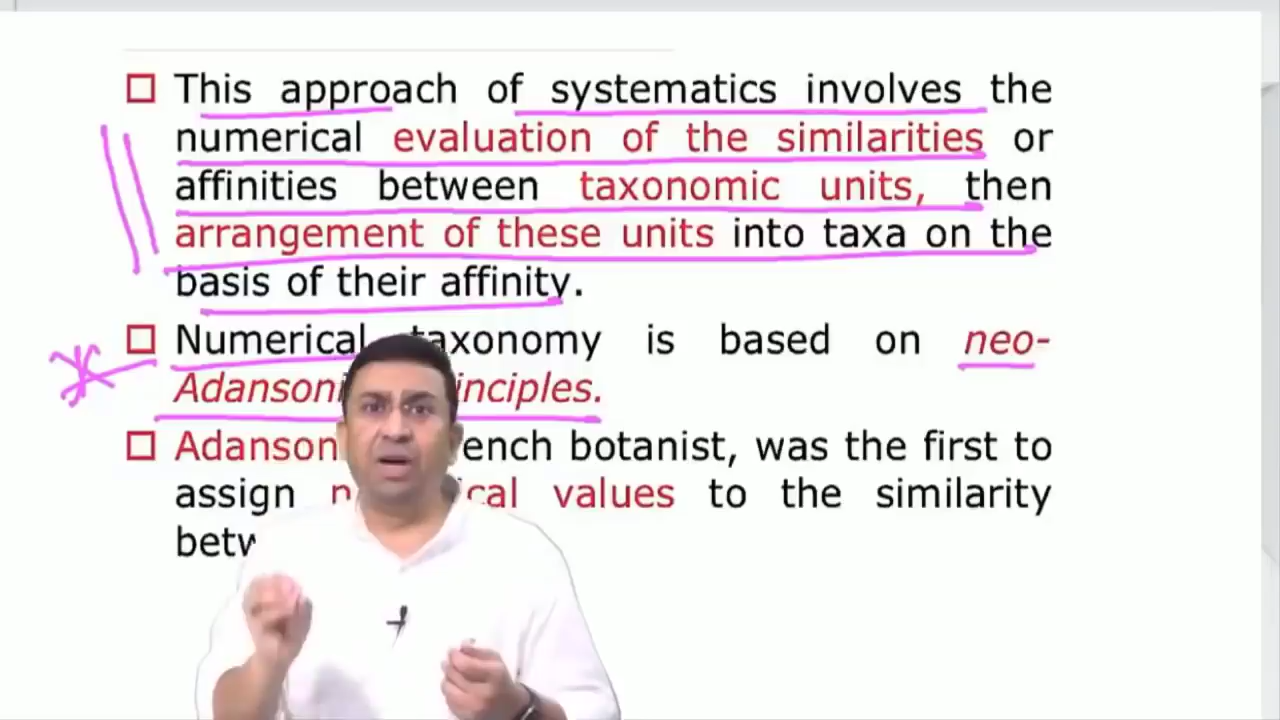 This approach of systematics involves the
numerical evaluation of the similarities or
affinities between taxonomic units, then
arrangement of these units into taxa on the
basis of their affinity.
Numerical taxonomy is based on neo-
Adansoni inciples.
Adanson ench botanist, was the first to
assign values to the similarity